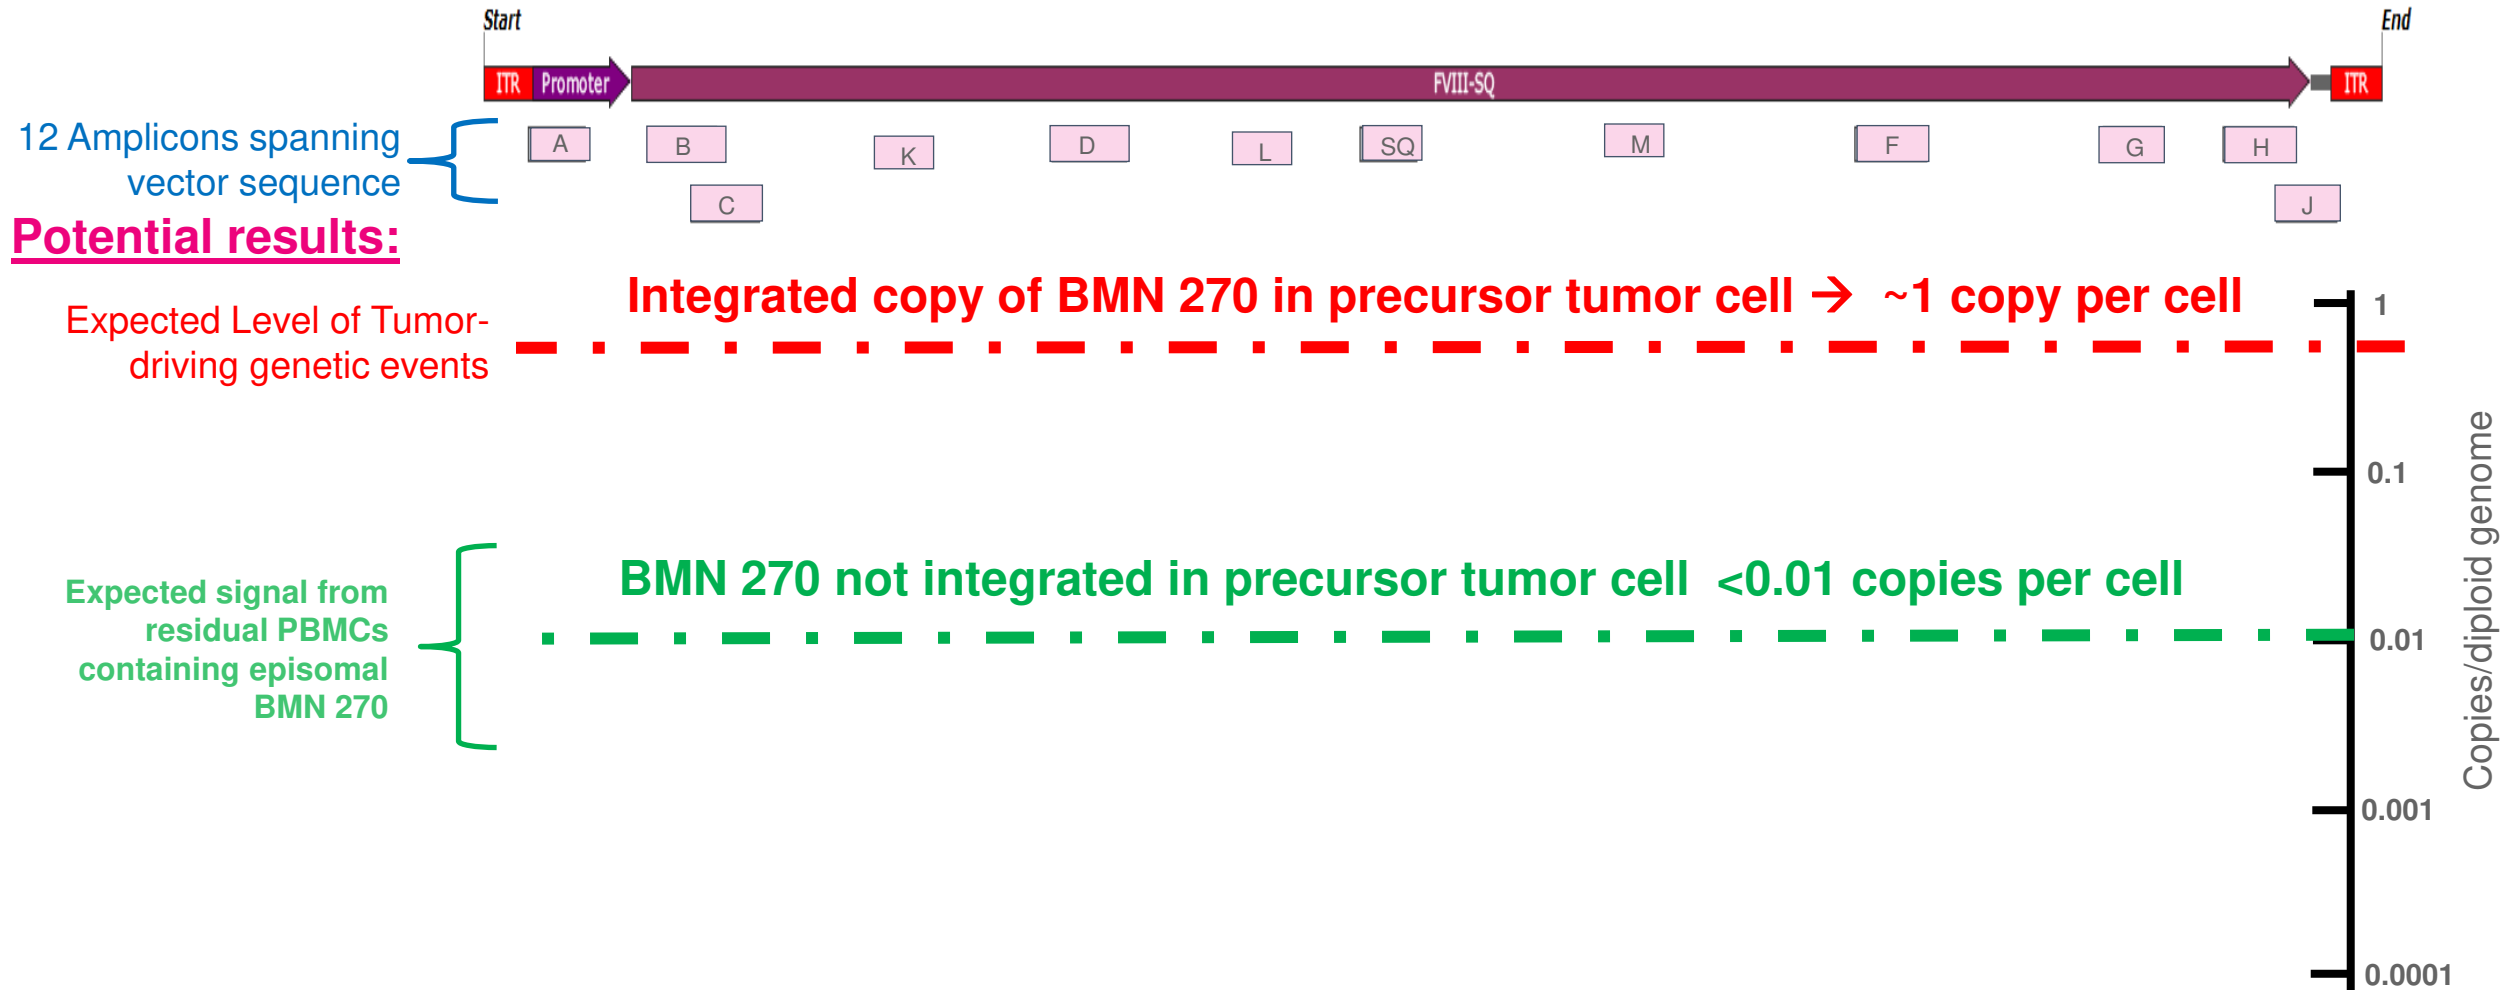 Start
End
ITR
Promoter
FVIII-SQ
ITR
12 Amplicons spanning
vector sequence
A
B
K
D
L
SQ
M
F
G
H
C
J
Potential results:
Integrated copy of BMN 270 in precursor tumor cell → ~1 copy per cell
Expected Level of Tumor-
driving genetic events
1
0.1
BMN 270 not integrated in precursor tumor cell <0.01 copies per cell
Expected signal from
residual PBMCs
containing episomal
BMN 270
0.01
0.001
0.0001
Copies/diploid genome